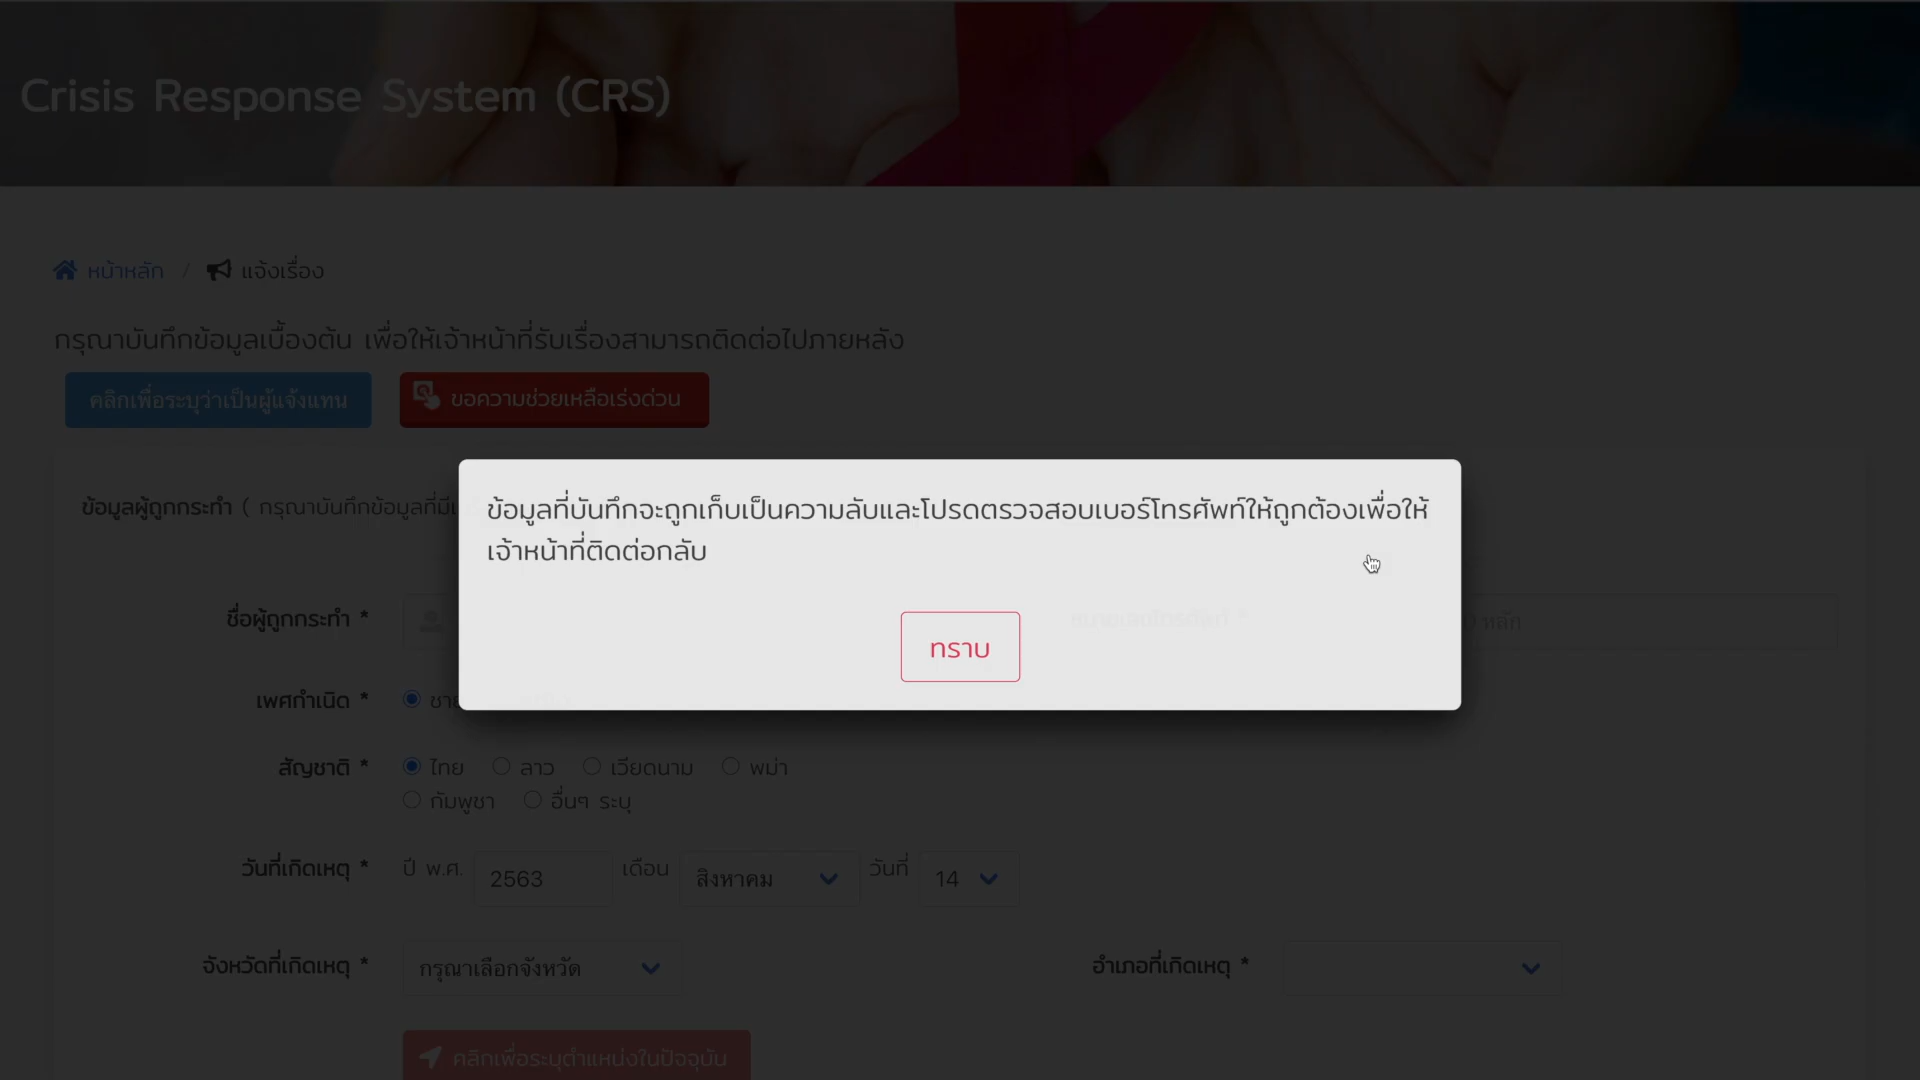 Crisis Response System (CRS)
หน้าหลัก / แจ้งเรื่อง
กรุณาบันทึกข้อมูลเบื้องต้น เพื่อให้เจ้าหน้าที่รับเรื่องสามารถติดต่อไปภายหลัง
คลิกเพื่อระบุว่าเป็นผู้แจ้งแทน ขอความช่วยเหลือเร่งด่วน
ข้อมูลผู้ถูกกระทำ ( กรุณาบันทึกข้อมูลที่มี
ข้อมูลที่บันทึกจะถูกเก็บเป็นความลับและโปรดตรวจสอบเบอร์โทรศัพท์ให้ถูกต้องเพื่อให้
เจ้าหน้าที่ติดต่อกลับ
ชื่อผู้ถูกกระทำ * หมายเลขโทรศัพท์ * หลัก
ทราบ
เพศกำเนิด *
สัญชาติ * ไทย ลาว เวียดนาม พม่า
กัมพูชา อื่นๆ ระบุ
วันที่เกิดเหตุ * ปี พ.ศ. 2563 เดือน สิงหาคม วันที่ 14
จังหวัดที่เกิดเหตุ * กรุณาเลือกจังหวัด อำเภอที่เกิดเหตุ *
คลิกเพื่อระบุตำแหน่งในปัจจุบัน